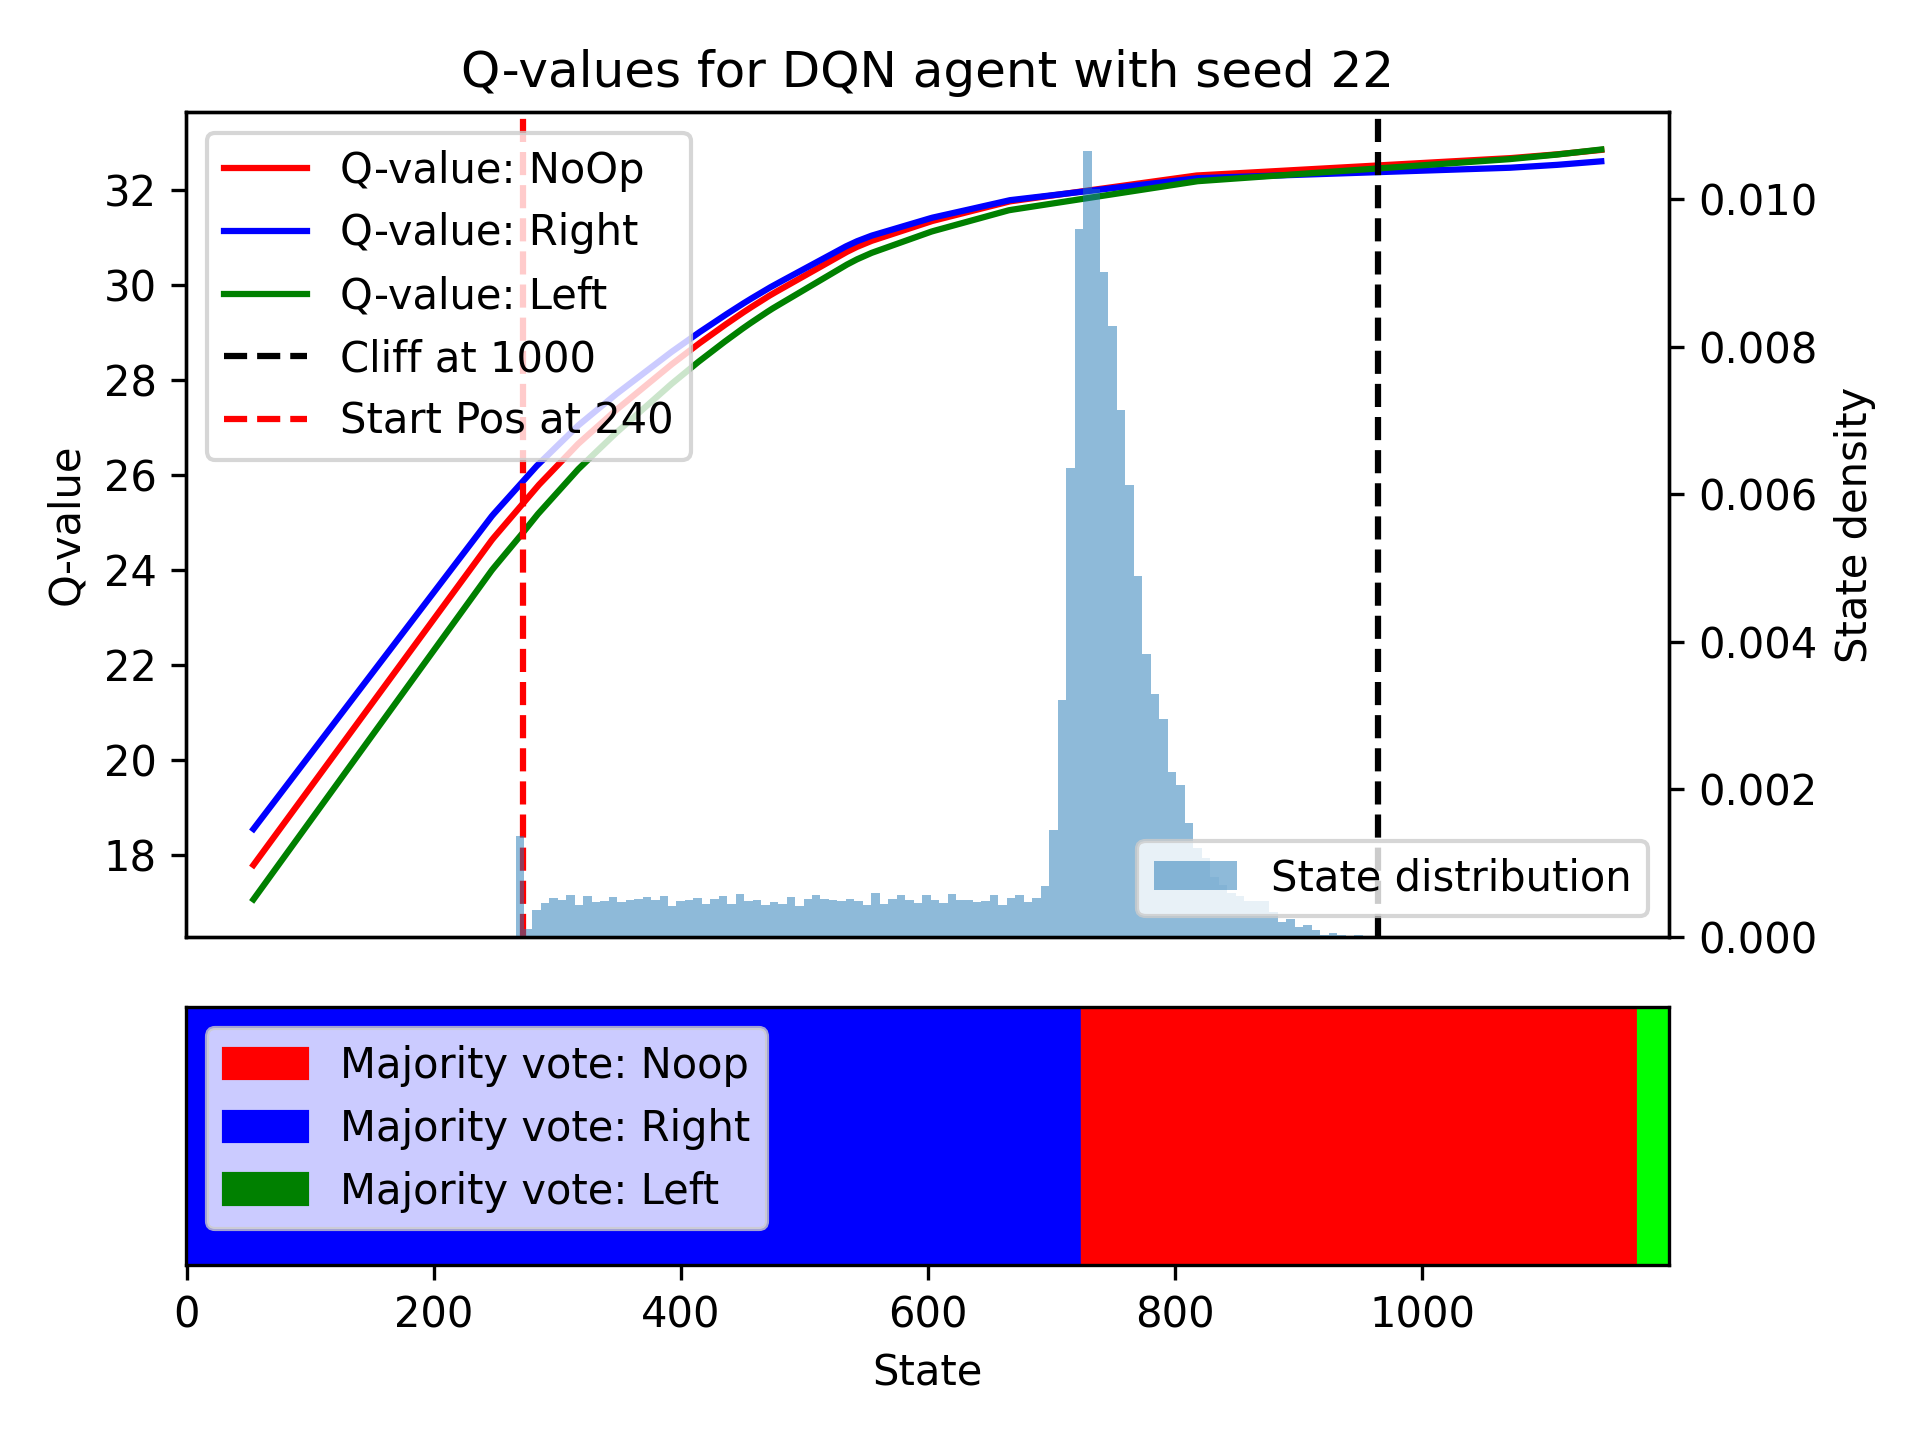 Q-values for DQN agent with seed 22
Q-value: NoOp
Q-value: Right
Q-value: Left
Cliff at 1000
Start Pos at 240
32
30
28
26
24
22
20
18
Q-value
0.010
0.008
0.006
0.004
0.002
0.000
State density
State distribution
Majority vote: Noop
Majority vote: Right
Majority vote: Left
0 200 400 600 800 1000
State